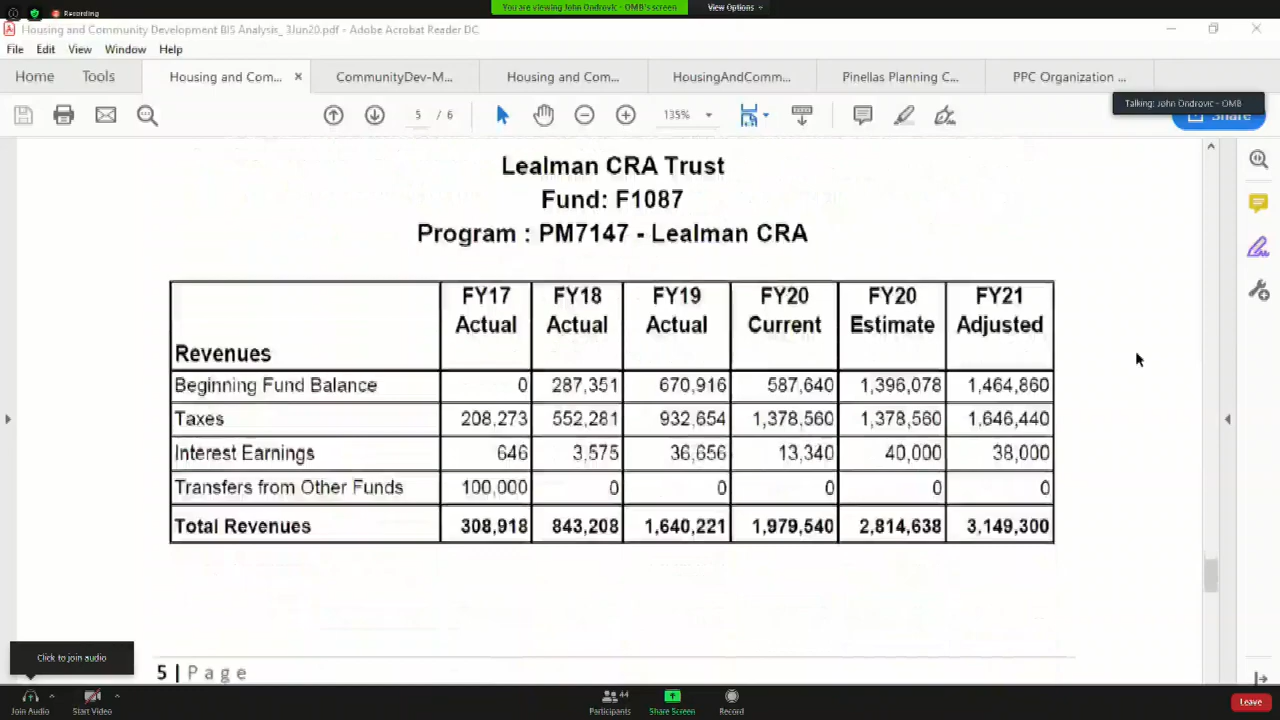 Recording
You are viewing John Ondrovic - OMB's screen
View Options
Housing and Community Development BIS Analysis_ 3Jun20.pdf - Adobe Acrobat Reader DC
File Edit View Window Help
Home Tools Housing and Com... × CommunityDev-M... Housing and Com... HousingAndComm... Pinellas Planning C... PPC Organization ...
Talking: John Ondrovic - OMB
5 / 6 135% Share
Lealman CRA Trust
Fund: F1087
Program : PM7147 - Lealman CRA
Revenues FY17 Actual FY18 Actual FY19 Actual FY20 Current FY20 Estimate FY21 Adjusted
Beginning Fund Balance 0 287,351 670,916 587,640 1,396,078 1,464,860
Taxes 208,273 552,281 932,654 1,378,560 1,378,560 1,646,440
Interest Earnings 646 3,575 36,656 13,340 40,000 38,000
Transfers from Other Funds 100,000 0 0 0 0 0
Total Revenues 308,918 843,208 1,640,221 1,979,540 2,814,638 3,149,300
5 | Page
Click to join audio
Join Audio Start Video Participants 44 Share Screen Record Leave